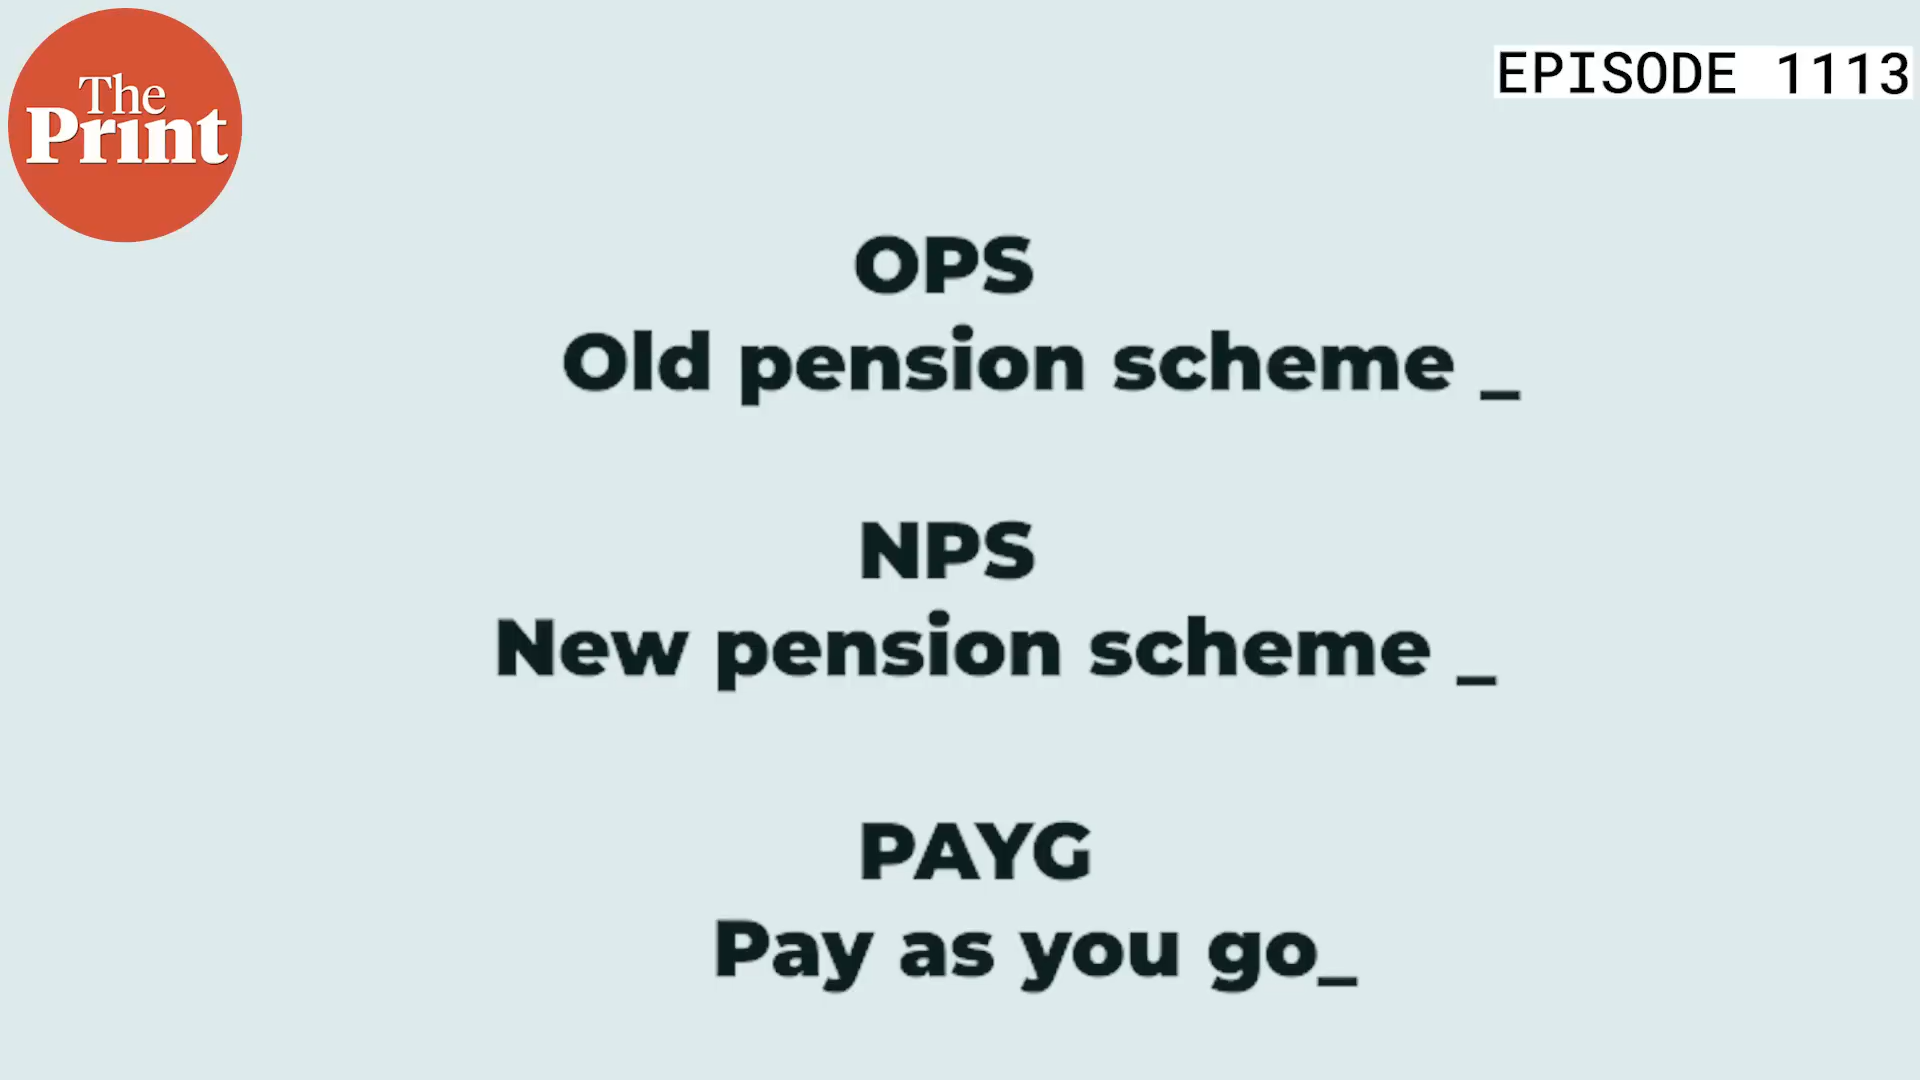 The
Print
EPISODE 1113
OPS
Old pension scheme _
NPS
New pension scheme _
PAYG
Pay as you go_